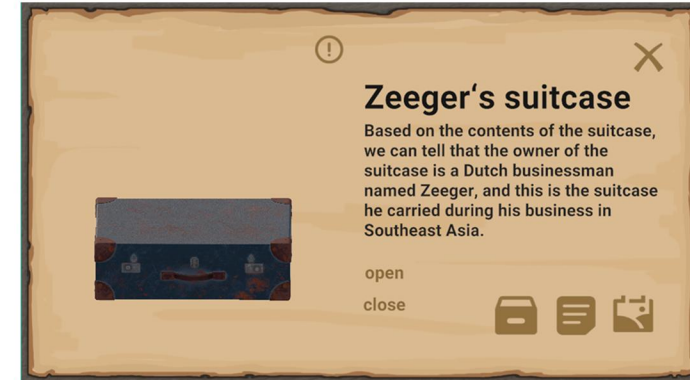 Zeeger‘s suitcase
Based on the contents of the suitcase,
we can tell that the owner of the
suitcase is a Dutch businessman
named Zeeger, and this is the suitcase
he carried during his business in
Southeast Asia.
open
close